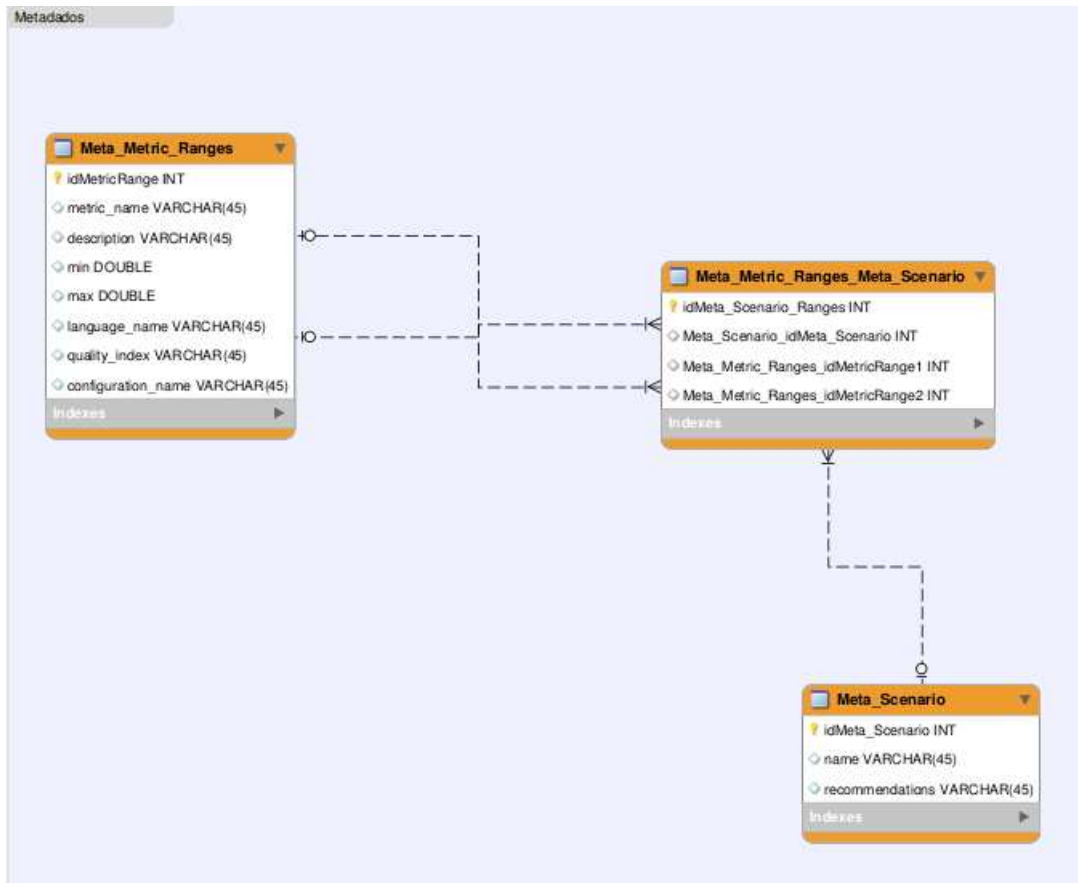 Metadados
Meta_Metric_Ranges
idMetricRange INT
metric_name VARCHAR(45)
description VARCHAR(45)
min DOUBLE
max DOUBLE
language_name VARCHAR(45)
quality_index VARCHAR(45)
configuration_name VARCHAR(45)
Indexes
Meta_Metric_Ranges_Meta_Scenario
idMeta_Scenario_Ranges INT
Meta_Scenario_idMeta_Scenario INT
Meta_Metric_Ranges_idMetricRange1 INT
Meta_Metric_Ranges_idMetricRange2 INT
Indexes
Meta_Scenario
idMeta_Scenario INT
name VARCHAR(45)
recommendations VARCHAR(45)
Indexes